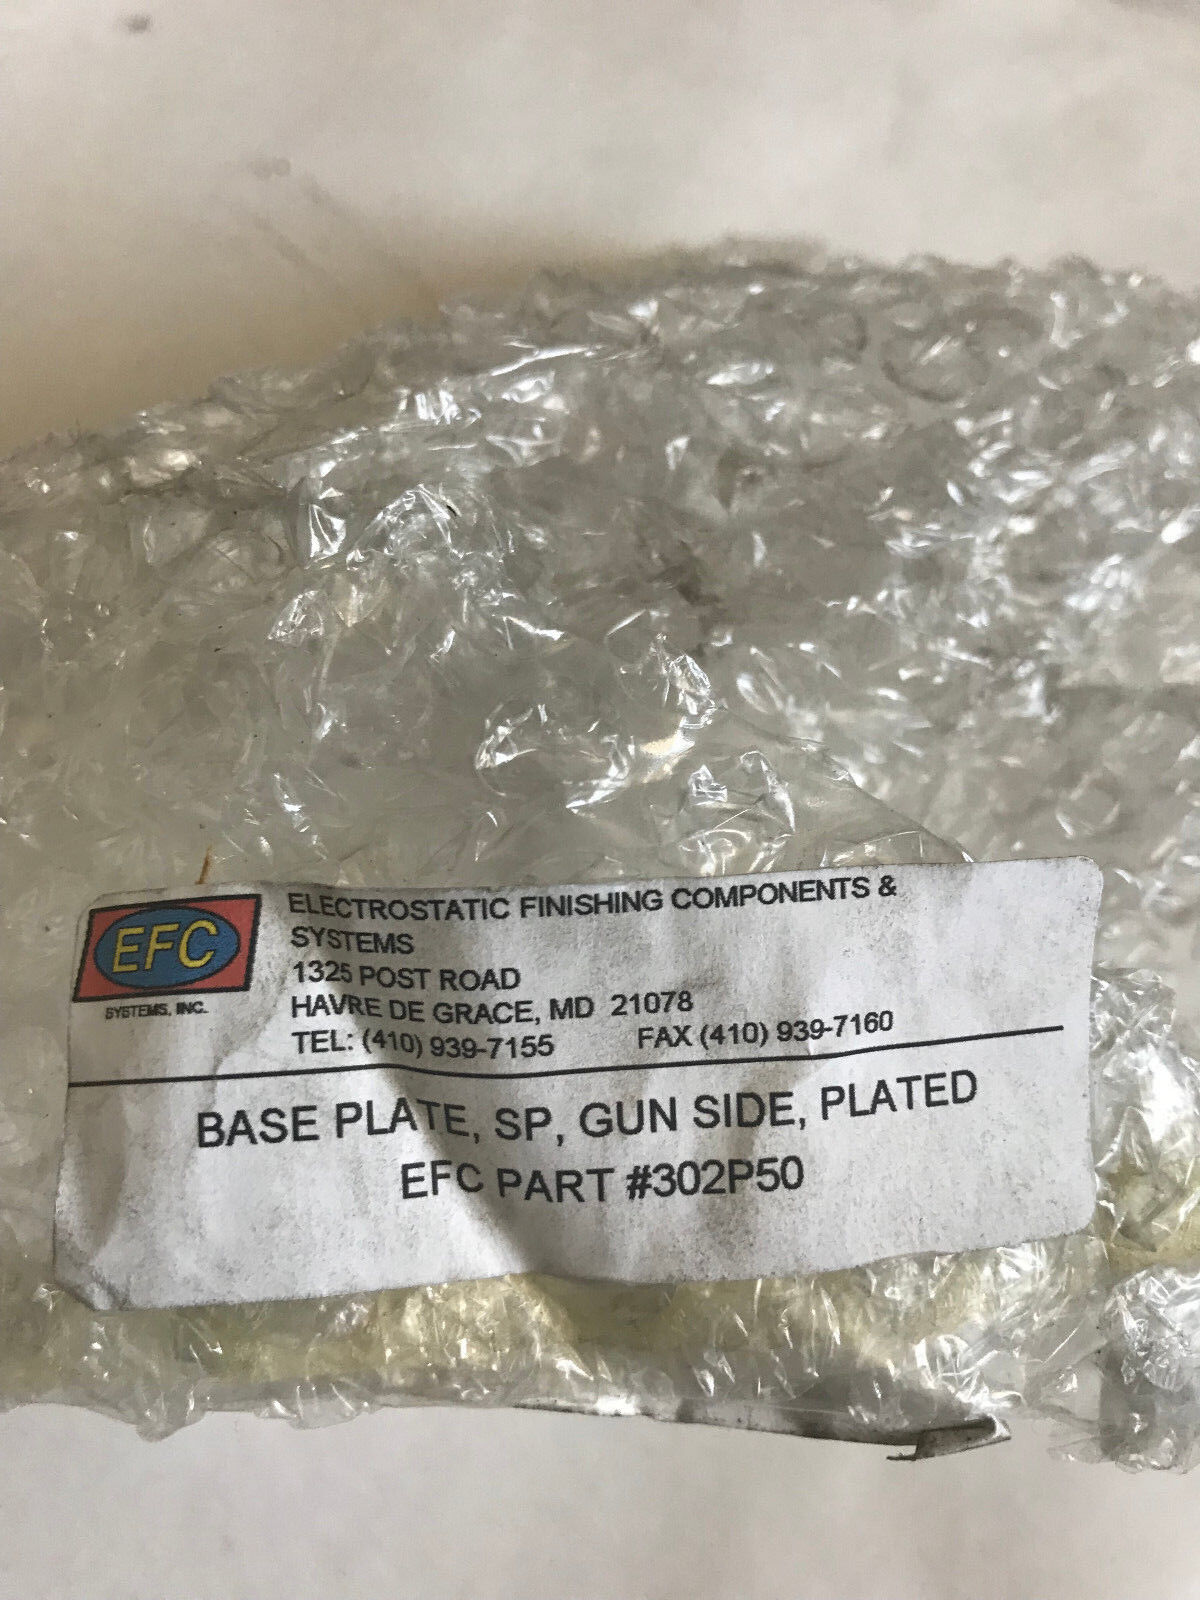 EFC
SYSTEMS, INC.
ELECTROSTATIC FINISHING COMPONENTS &
SYSTEMS
1325 POST ROAD
HAVRE DE GRACE, MD 21078
TEL: (410) 939-7155 FAX (410) 939-7160
BASE PLATE, SP, GUN SIDE, PLATED
EFC PART #302P50